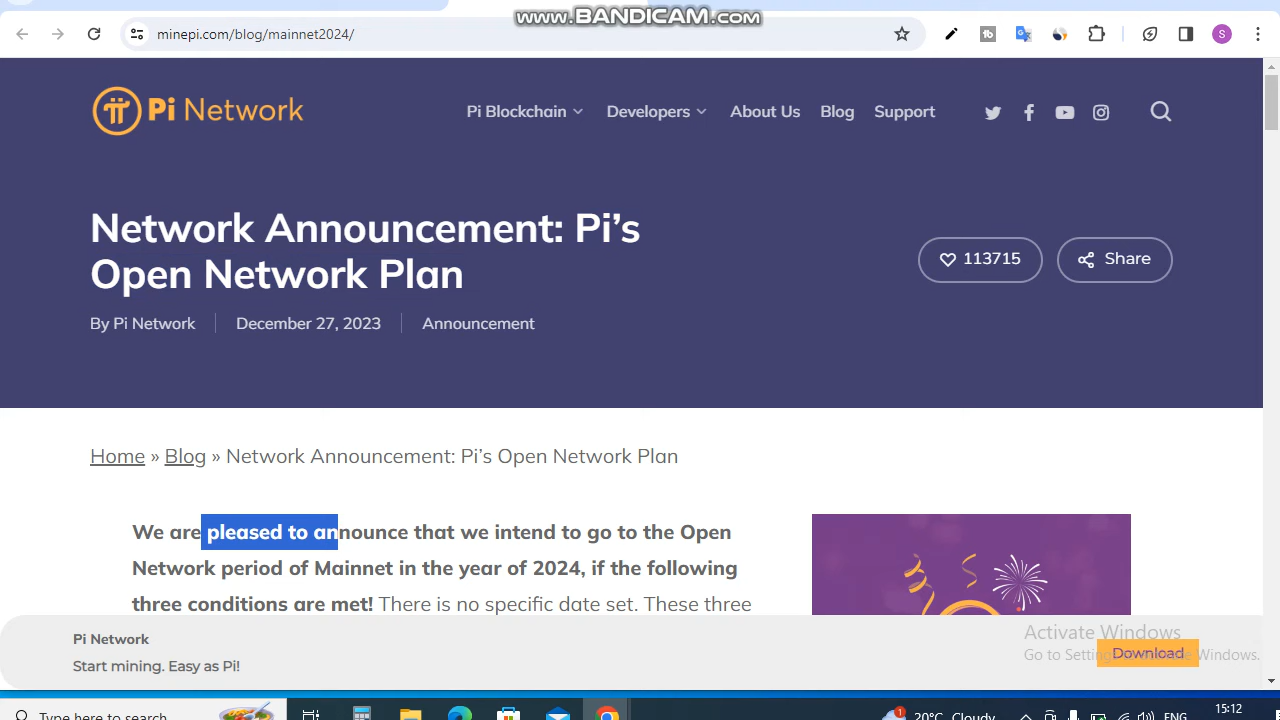 www.BANDICAM.com
minepi.com/blog/mainnet2024/
S
Pi Network
Pi Blockchain
Developers
About Us
Blog
Support
Network Announcement: Pi’s
Open Network Plan
113715
Share
By Pi Network
December 27, 2023
Announcement
Home » Blog » Network Announcement: Pi’s Open Network Plan
We are pleased to announce that we intend to go to the Open
Network period of Mainnet in the year of 2024, if the following
three conditions are met! There is no specific date set. These three
Pi Network
Start mining. Easy as Pi!
Download
Activate Windows
Go to Settings to activate Windows.
Type here to search
1
20°C Cloudy
ENG
15:12